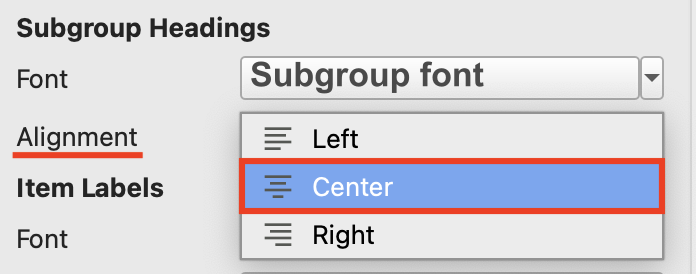 Subgroup Headings
Font Subgroup font
Alignment Left
Item Labels Center
Font Right